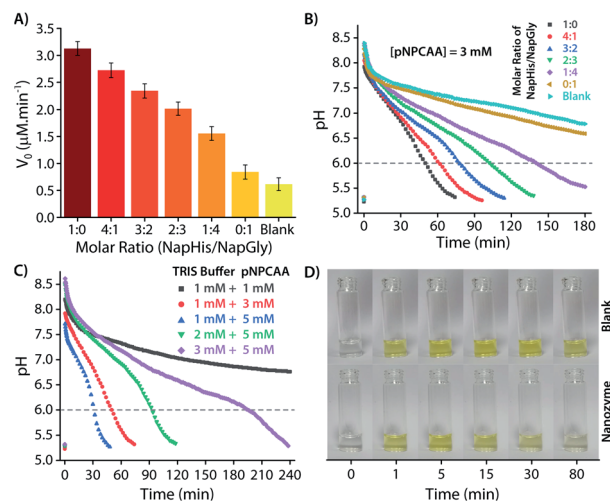 A)
3.5
3.0
2.5
2.0
1.5
1.0
0.5
0.0
V₀ (μM.min⁻¹)
1:0 4:1 3:2 2:3 1:4 0:1 Blank
Molar Ratio (NapHis/NapGly)
B)
8.5
8.0
7.5
7.0
6.5
6.0
5.5
5.0
pH
[pNPCAA] = 3 mM
Molar Ratio of
NapHis/NapGly
1:0
4:1
3:2
2:3
1:4
0:1
Blank
0 30 60 90 120 150 180
Time (min)
C)
8.5
8.0
7.5
7.0
6.5
6.0
5.5
5.0
pH
TRIS Buffer pNPCAA
1 mM + 1 mM
1 mM + 3 mM
1 mM + 5 mM
2 mM + 5 mM
3 mM + 5 mM
0 30 60 90 120 150 180 210 240
Time (min)
D)
Blank
Nanozyme
0 1 5 15 30 80
Time (min)